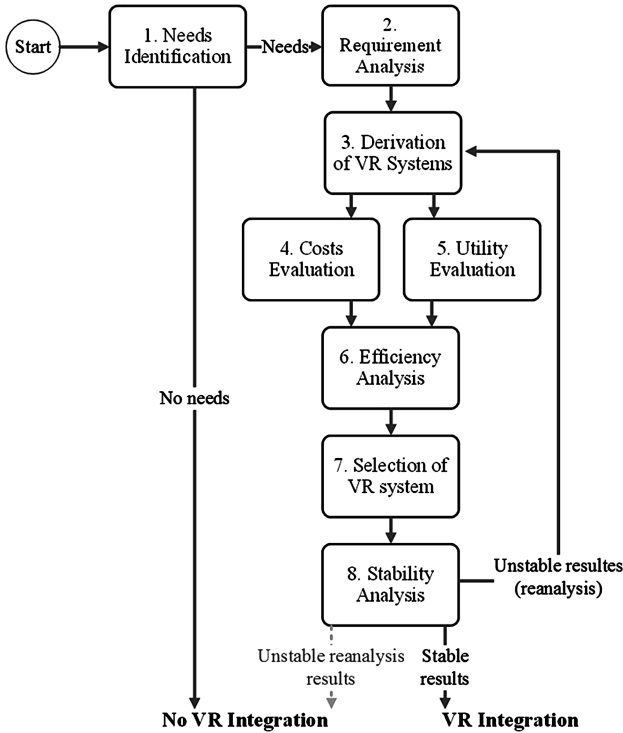 Start
1. Needs
Identification
Needs
2.
Requirement
Analysis
3. Derivation
of VR Systems
4. Costs
Evaluation
5. Utility
Evaluation
6. Efficiency
Analysis
No needs
7. Selection of
VR system
8. Stability
Analysis
Unstable resultes
(reanalysis)
Unstable reanalysis
results
Stable
results
No VR Integration
VR Integration